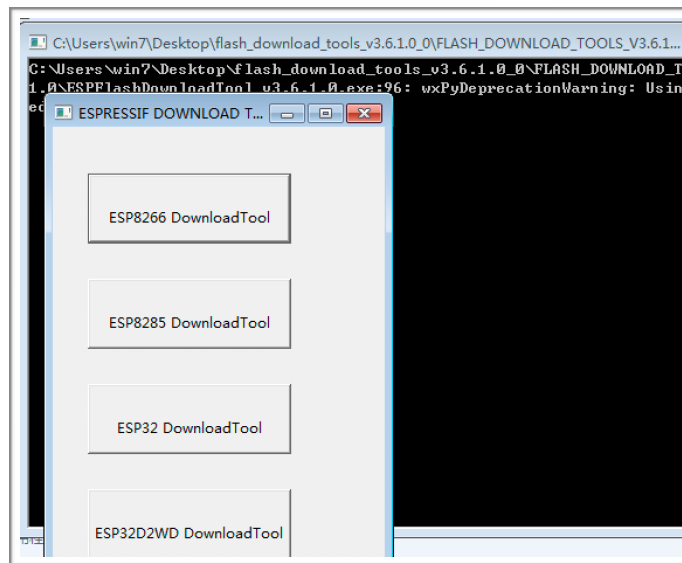 C:\Users\win7\Desktop\flash_download_tools_v3.6.1.0_0\FLASH_DOWNLOAD_TOOLS_V3.6.1...
C:\Users\win7\Desktop\flash_download_tools_v3.6.1.0_0\FLASH_DOWNLOAD_T
1.0\ESPFlashDownloadTool_v3.6.1.0.exe:96: wxPyDeprecationWarning: Usin
ed
ESPRESSIF DOWNLOAD T...
ESP8266 DownloadTool
ESP8285 DownloadTool
ESP32 DownloadTool
ESP32D2WD DownloadTool